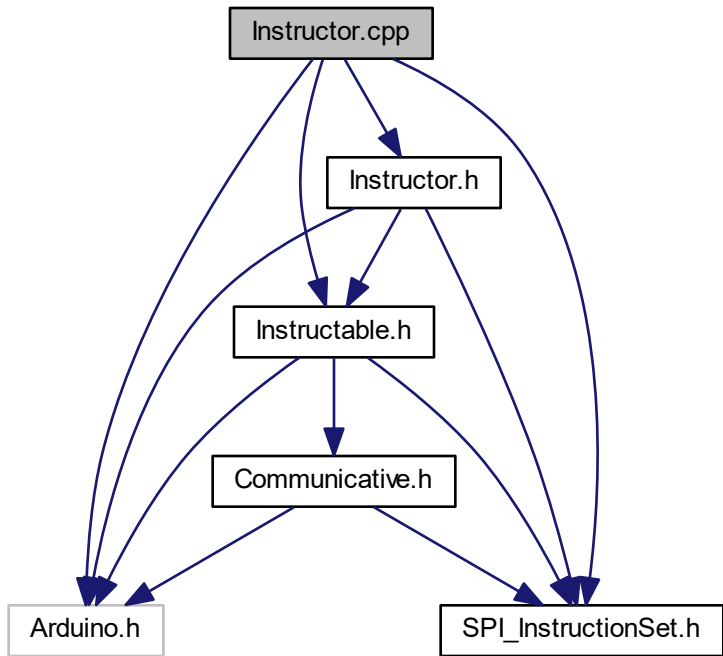 Instructor.cpp
Instructor.h
Instructable.h
Communicative.h
Arduino.h
SPI_InstructionSet.h